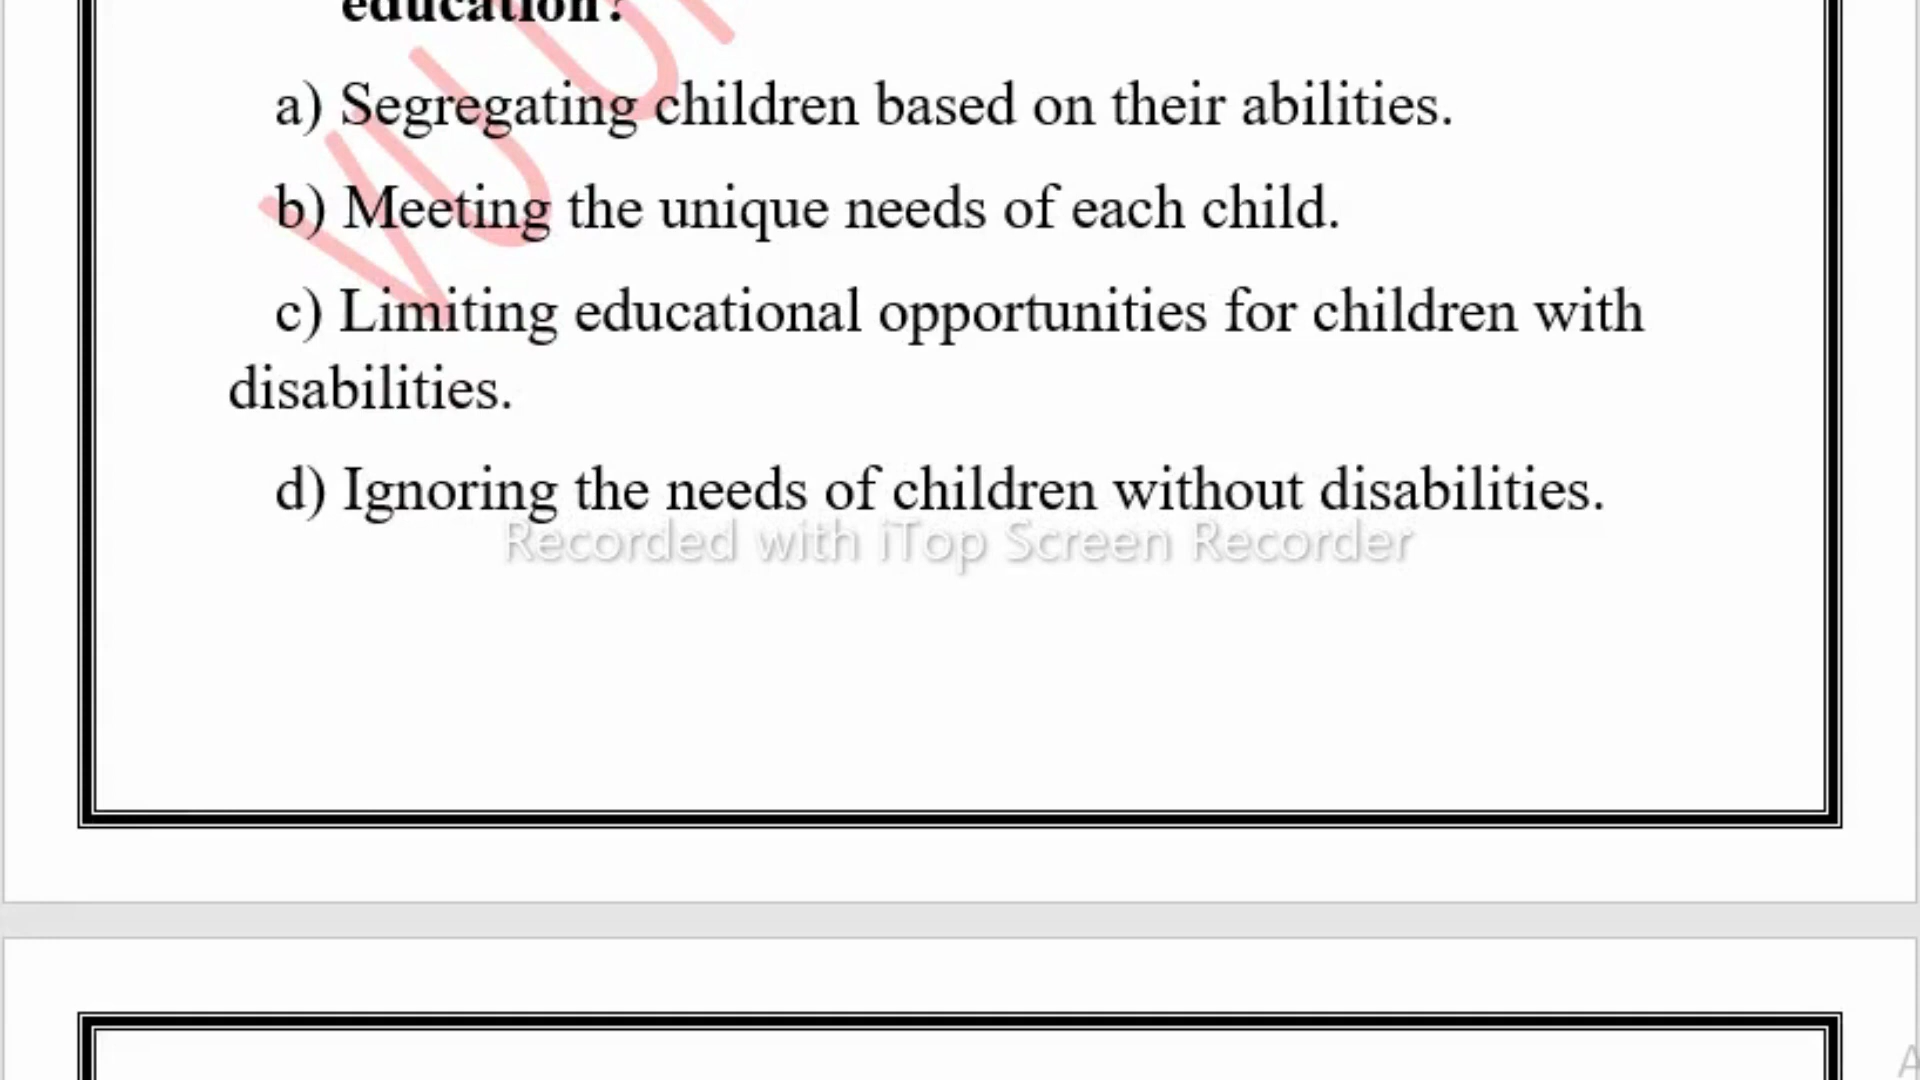 education?
a) Segregating children based on their abilities.
b) Meeting the unique needs of each child.
c) Limiting educational opportunities for children with
disabilities.
d) Ignoring the needs of children without disabilities.
Recorded with iTop Screen Recorder